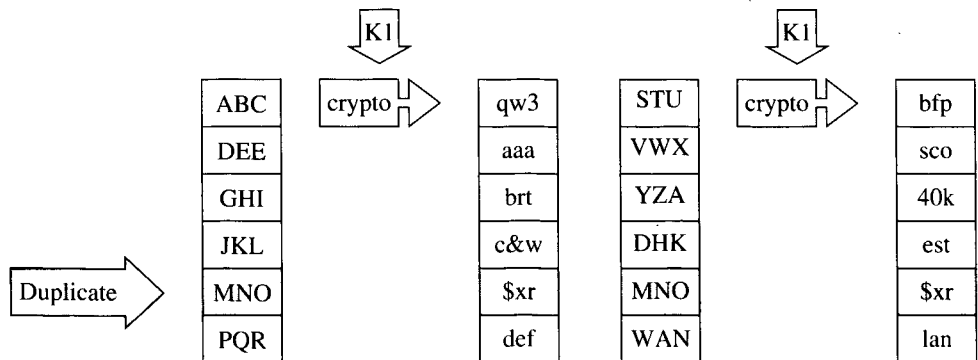 K1 K1
ABC crypto qw3 STU crypto bfp
DEE aaa VWX sco
GHI brt YZA 40k
JKL c&w DHK est
Duplicate MNO $xr MNO $xr
PQR def WAN lan